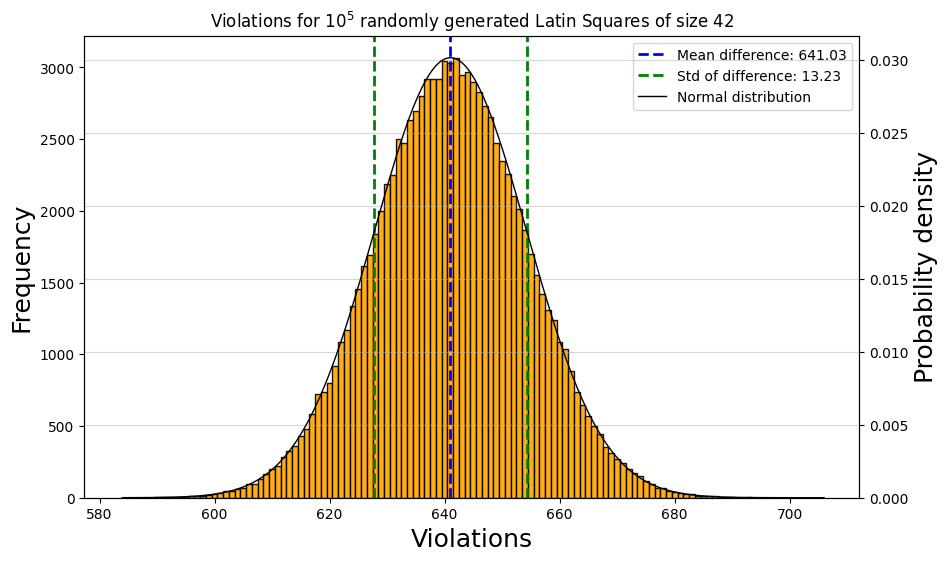 Violations for 10^5 randomly generated Latin Squares of size 42
Mean difference: 641.03
Std of difference: 13.23
Normal distribution
Frequency
3000
2500
2000
1500
1000
500
0
Probability density
0.030
0.025
0.020
0.015
0.010
0.005
0.000
580 600 620 640 660 680 700
Violations